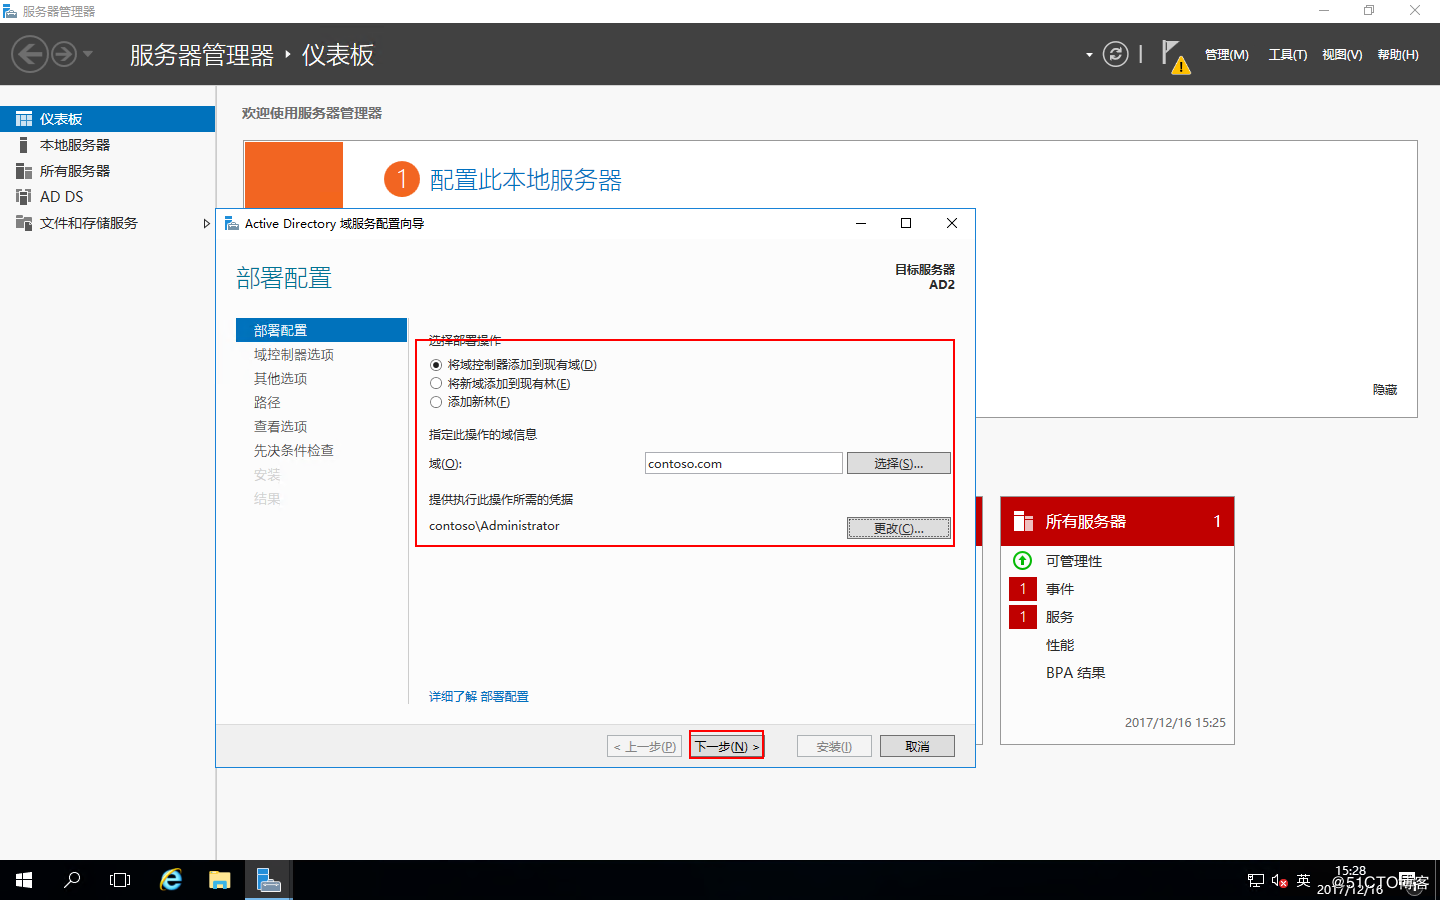 服务器管理器
服务器管理器 ‣ 仪表板
管理(M) 工具(T) 视图(V) 帮助(H)
仪表板
本地服务器
所有服务器
AD DS
文件和存储服务
欢迎使用服务器管理器
1 配置此本地服务器
隐藏
Active Directory 域服务配置向导
部署配置
目标服务器
AD2
部署配置
域控制器选项
其他选项
路径
查看选项
先决条件检查
安装
结果
选择部署操作
将域控制器添加到现有域(D)
将新域添加到现有林(E)
添加新林(F)
指定此操作的域信息
域(O): contoso.com 选择(S)...
提供执行此操作所需的凭据
contoso\Administrator 更改(C)...
详细了解 部署配置
< 上一步(P) 下一步(N) > 安装(I) 取消
所有服务器 1
可管理性
1 事件
1 服务
性能
BPA 结果
2017/12/16 15:25
英
15:28
2017/12/16
@51CTO博客